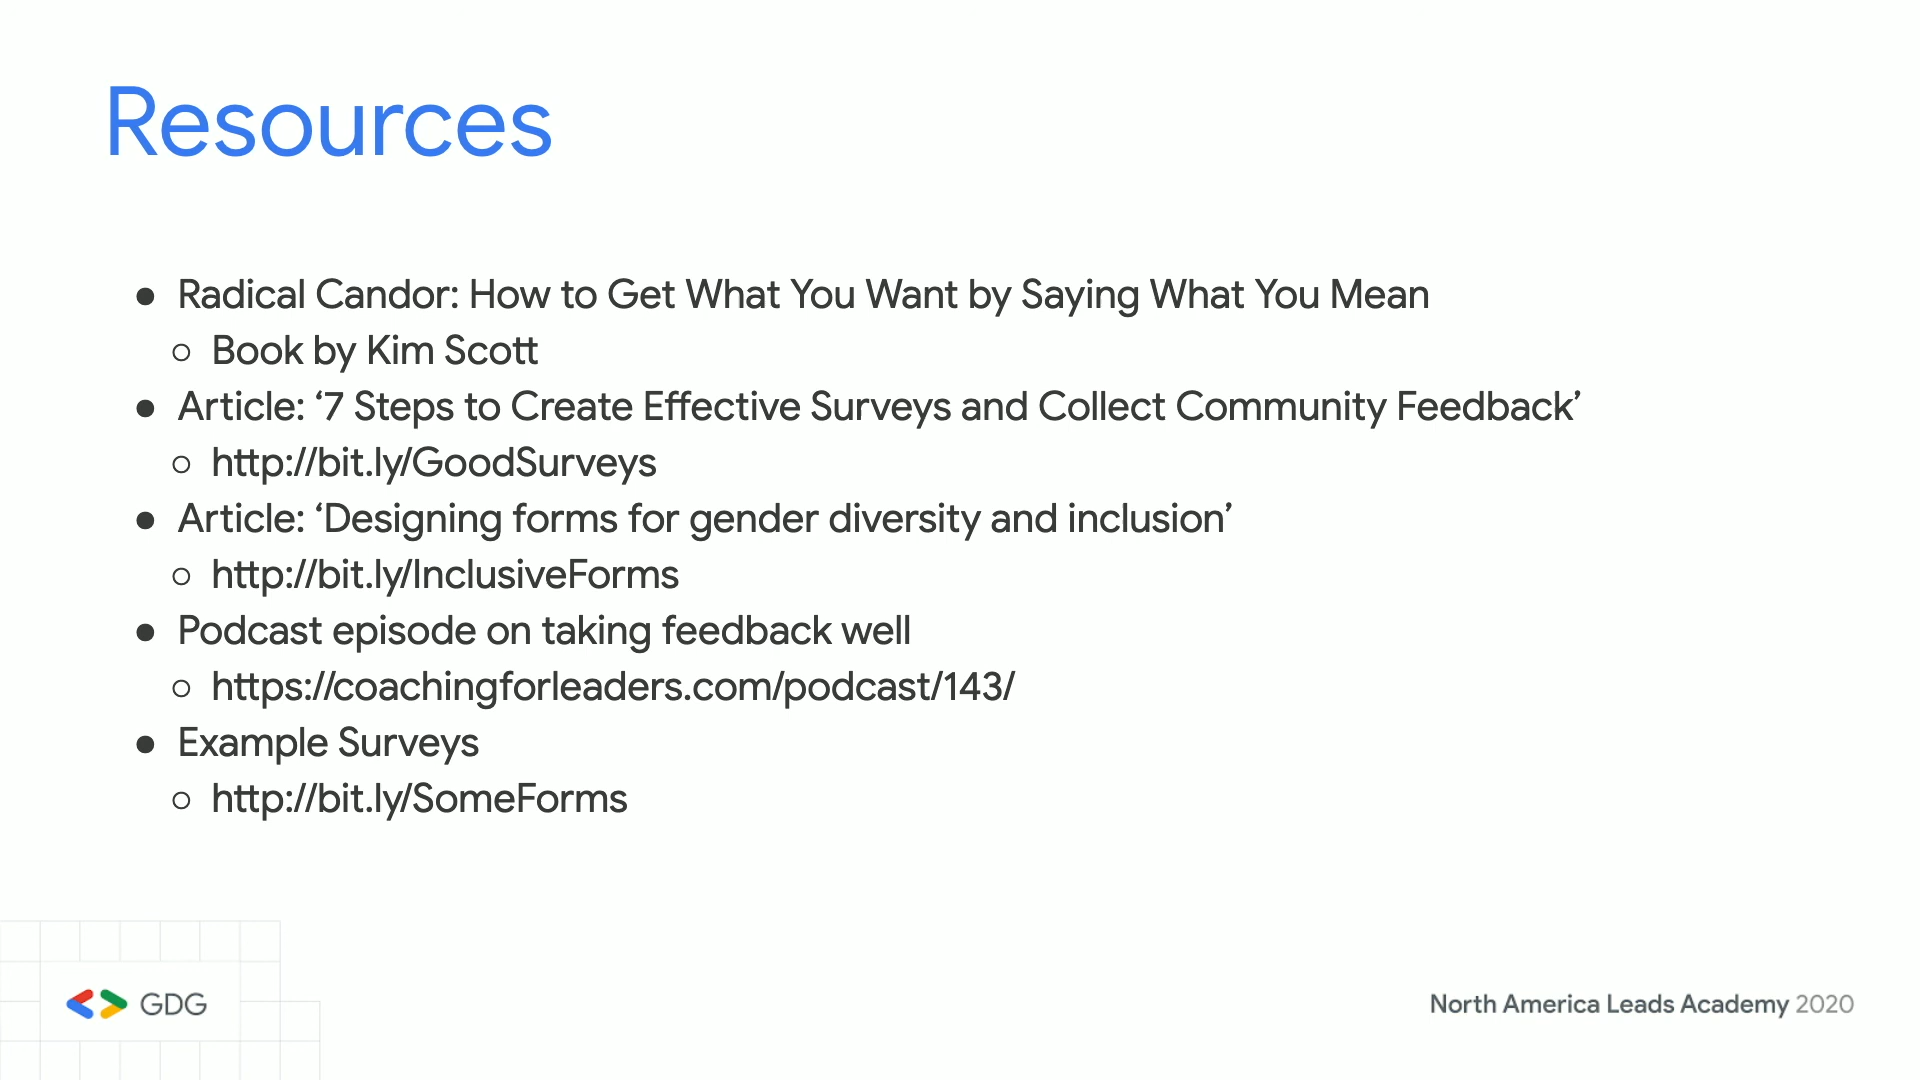 Resources
● Radical Candor: How to Get What You Want by Saying What You Mean
○ Book by Kim Scott
● Article: ‘7 Steps to Create Effective Surveys and Collect Community Feedback’
○ http://bit.ly/GoodSurveys
● Article: ‘Designing forms for gender diversity and inclusion’
○ http://bit.ly/InclusiveForms
● Podcast episode on taking feedback well
○ https://coachingforleaders.com/podcast/143/
● Example Surveys
○ http://bit.ly/SomeForms
GDG
North America Leads Academy 2020